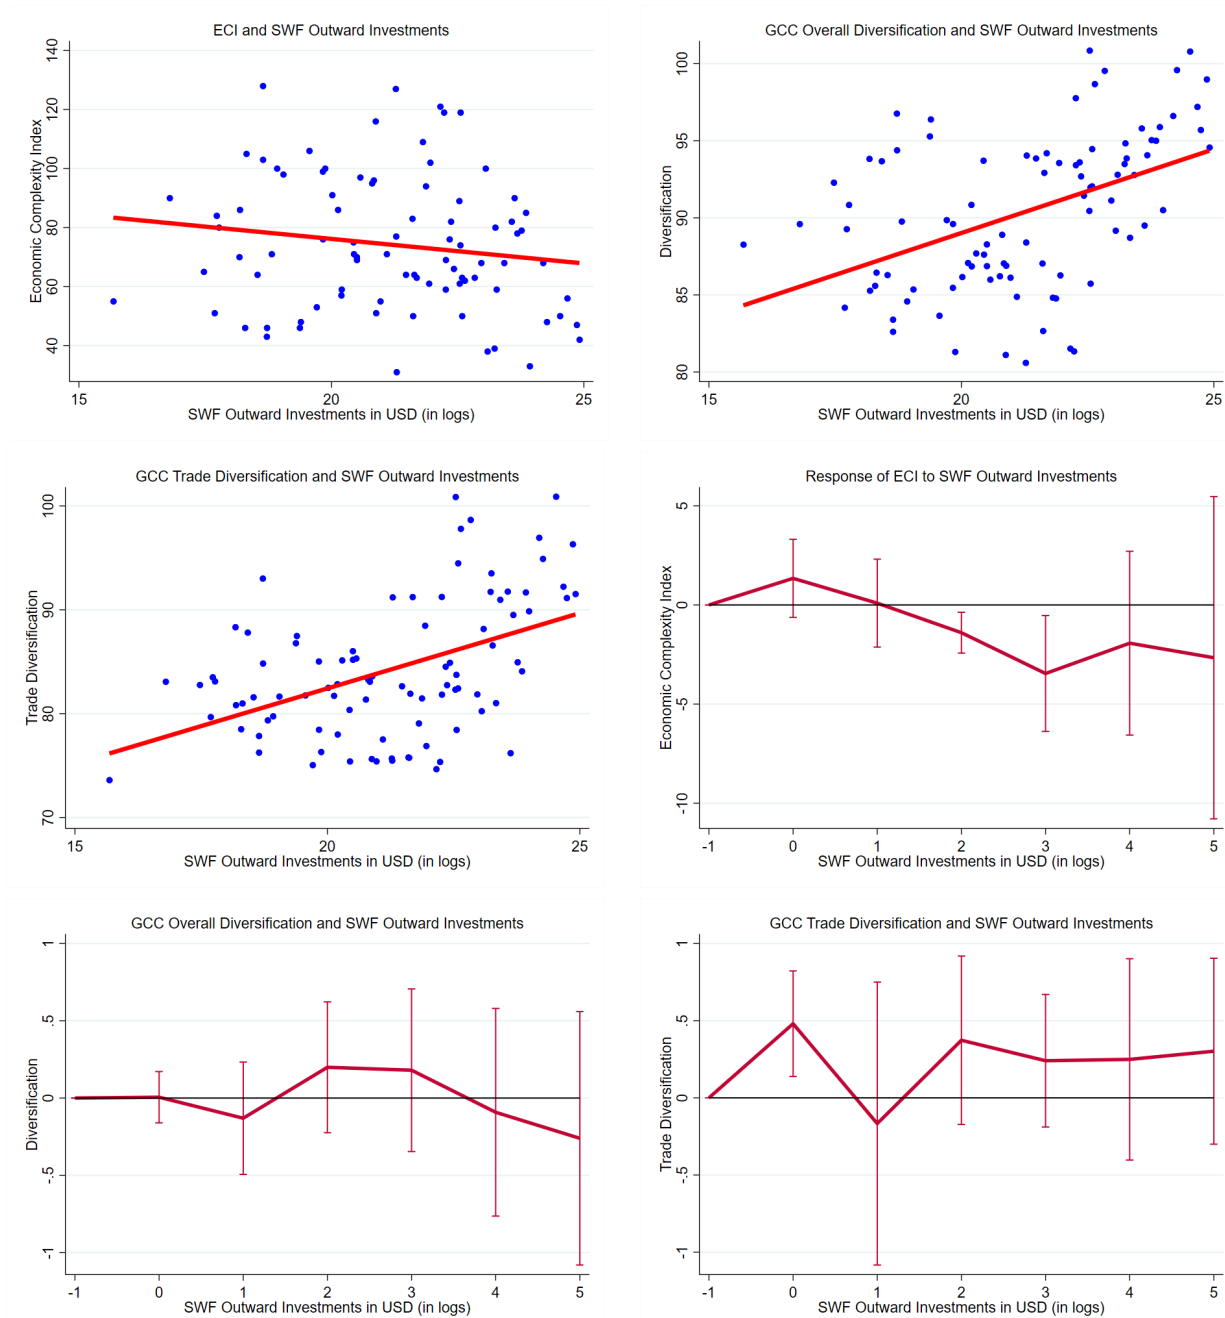 ECI and SWF Outward Investments
Economic Complexity Index
140
120
100
80
60
40
15 20 25
SWF Outward Investments in USD (in logs)
GCC Overall Diversification and SWF Outward Investments
Diversification
100
95
90
85
80
15 20 25
SWF Outward Investments in USD (in logs)
GCC Trade Diversification and SWF Outward Investments
Trade Diversification
100
90
80
70
15 20 25
SWF Outward Investments in USD (in logs)
Response of ECI to SWF Outward Investments
Economic Complexity Index
5
0
-5
-10
-1 0 1 2 3 4 5
SWF Outward Investments in USD (in logs)
GCC Overall Diversification and SWF Outward Investments
Diversification
1
.5
0
-.5
-1
-1 0 1 2 3 4 5
SWF Outward Investments in USD (in logs)
GCC Trade Diversification and SWF Outward Investments
Trade Diversification
1
.5
0
-.5
-1
-1 0 1 2 3 4 5
SWF Outward Investments in USD (in logs)